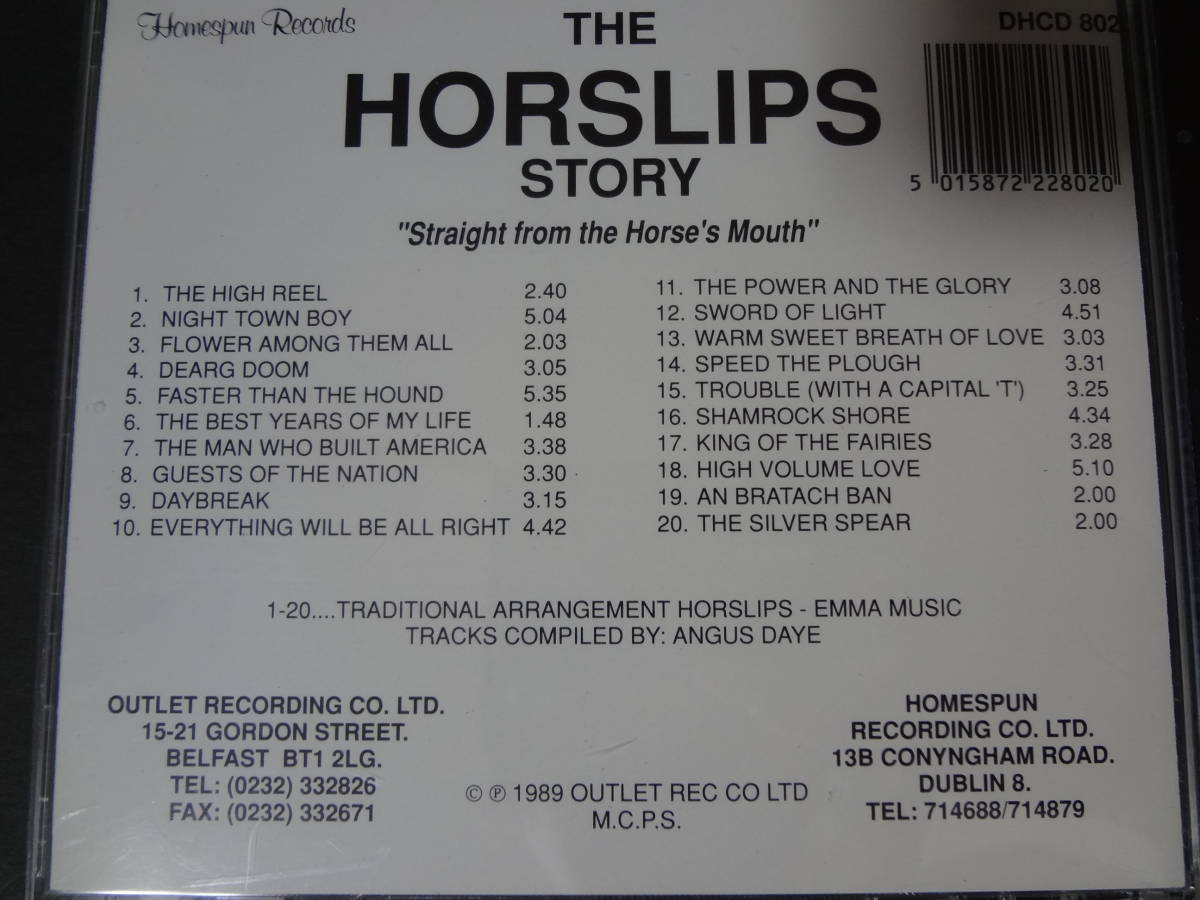 Homespun Records
THE
DHCD 802
HORSLIPS
STORY
5 015872 228020
"Straight from the Horse's Mouth"
1. THE HIGH REEL 2.40
2. NIGHT TOWN BOY 5.04
3. FLOWER AMONG THEM ALL 2.03
4. DEARG DOOM 3.05
5. FASTER THAN THE HOUND 5.35
6. THE BEST YEARS OF MY LIFE 1.48
7. THE MAN WHO BUILT AMERICA 3.38
8. GUESTS OF THE NATION 3.30
9. DAYBREAK 3.15
10. EVERYTHING WILL BE ALL RIGHT 4.42
11. THE POWER AND THE GLORY 3.08
12. SWORD OF LIGHT 4.51
13. WARM SWEET BREATH OF LOVE 3.03
14. SPEED THE PLOUGH 3.31
15. TROUBLE (WITH A CAPITAL 'T') 3.25
16. SHAMROCK SHORE 4.34
17. KING OF THE FAIRIES 3.28
18. HIGH VOLUME LOVE 5.10
19. AN BRATACH BAN 2.00
20. THE SILVER SPEAR 2.00
1-20....TRADITIONAL ARRANGEMENT HORSLIPS - EMMA MUSIC
TRACKS COMPILED BY: ANGUS DAYE
OUTLET RECORDING CO. LTD.
15-21 GORDON STREET.
BELFAST BT1 2LG.
TEL: (0232) 332826
FAX: (0232) 332671
© ℗ 1989 OUTLET REC CO LTD
M.C.P.S.
HOMESPUN
RECORDING CO. LTD.
13B CONYNGHAM ROAD.
DUBLIN 8.
TEL: 714688/714879